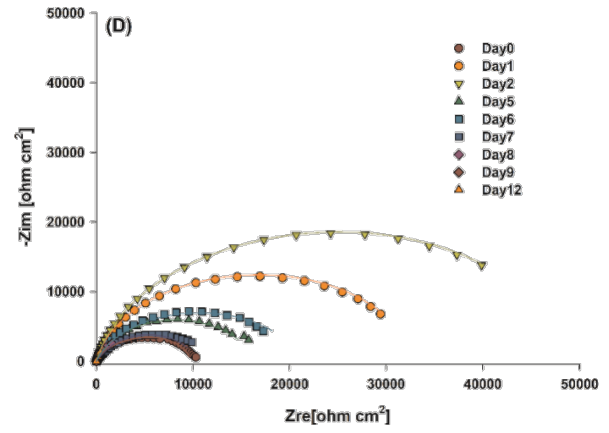 (D)
50000
40000
30000
20000
10000
0
-Zim [ohm cm2]
Day0
Day1
Day2
Day5
Day6
Day7
Day8
Day9
Day12
0 10000 20000 30000 40000 50000
Zre[ohm cm2]